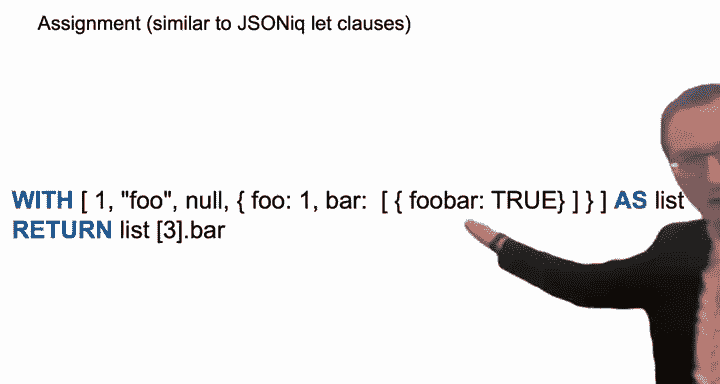 Assignment (similar to JSONiq let clauses)
WITH [ 1, "foo", null, { foo: 1, bar: [ { foobar: TRUE} ] } ] AS list
RETURN list [3].bar